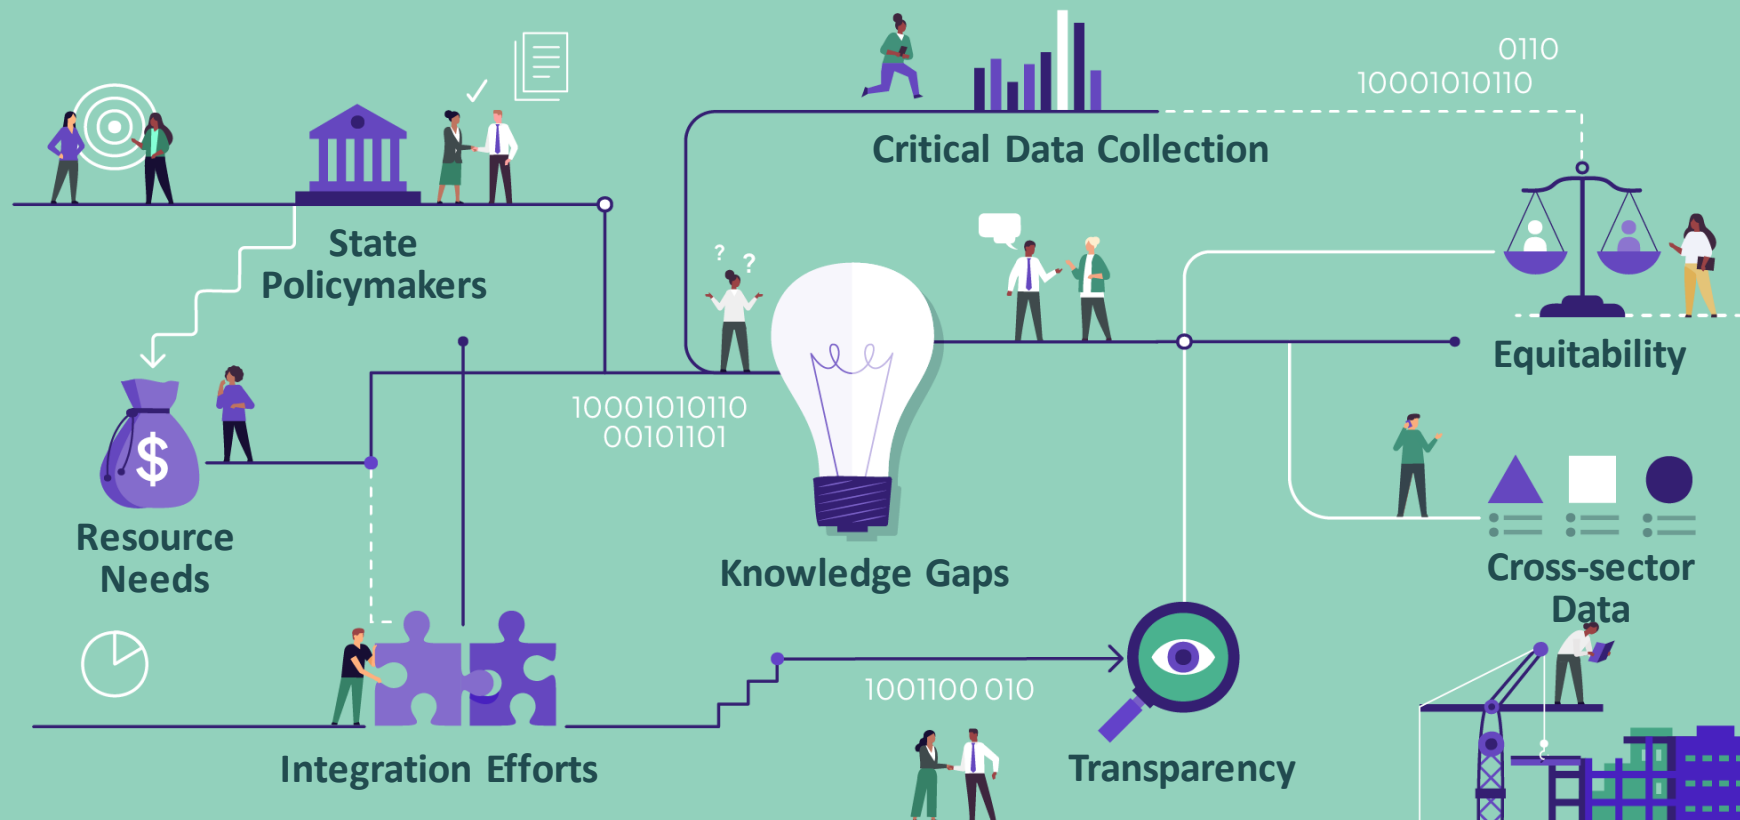 0110
10001010110
Critical Data Collection
State
Policymakers
? ?
Equitability
10001010110
00101101
$
Resource
Needs
Knowledge Gaps
Cross-sector
Data
1001100 010
Integration Efforts
Transparency